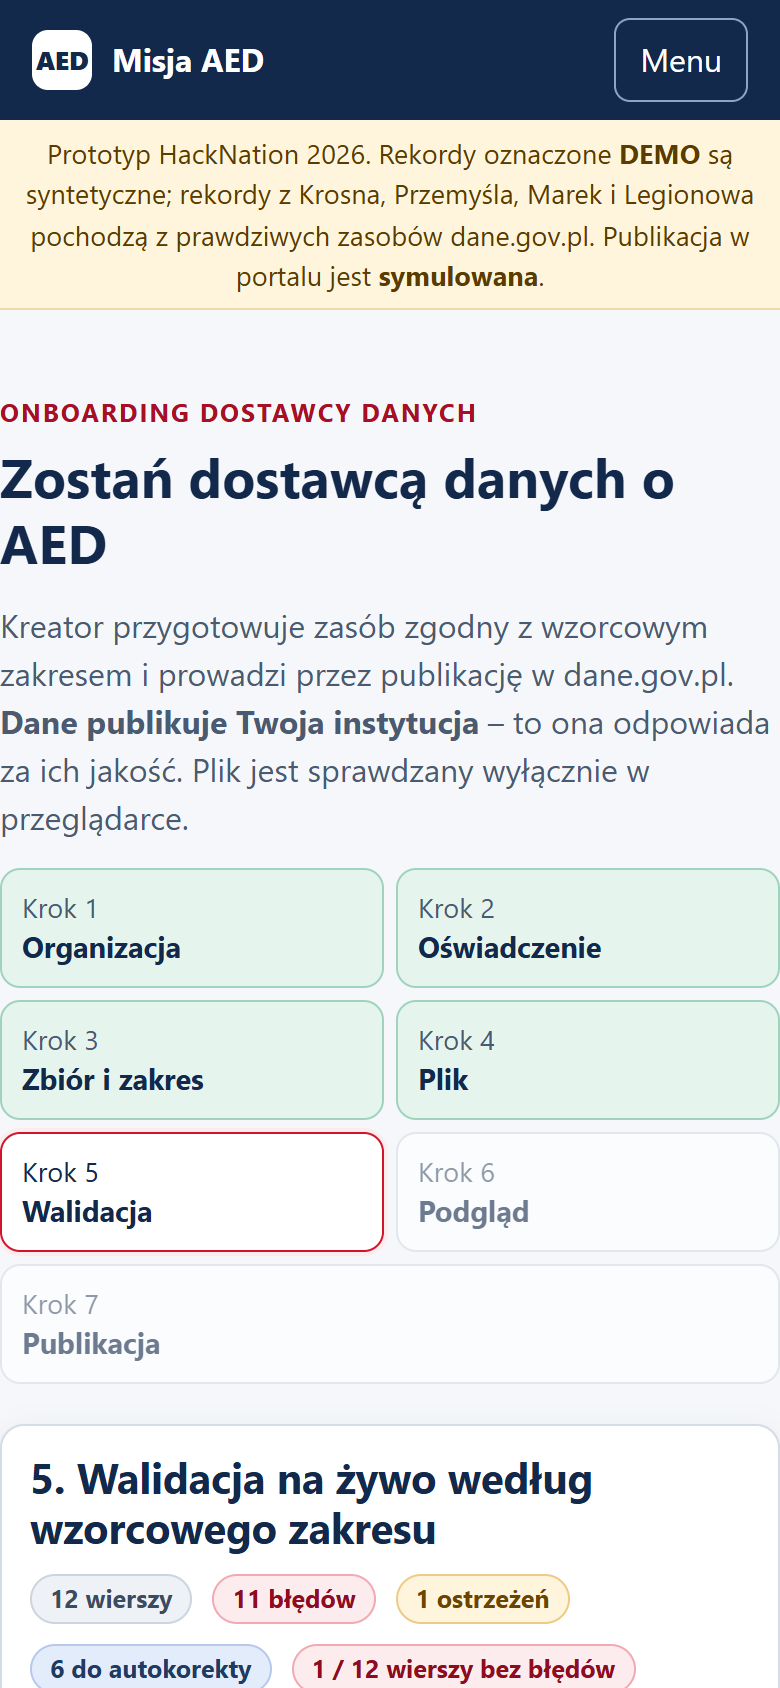 AED Misja AED Menu
Prototyp HackNation 2026. Rekordy oznaczone DEMO są
syntetyczne; rekordy z Krosna, Przemyśla, Marek i Legionowa
pochodzą z prawdziwych zasobów dane.gov.pl. Publikacja w
portalu jest symulowana.
ONBOARDING DOSTAWCY DANYCH
Zostań dostawcą danych o
AED
Kreator przygotowuje zasób zgodny z wzorcowym
zakresem i prowadzi przez publikację w dane.gov.pl.
Dane publikuje Twoja instytucja – to ona odpowiada
za ich jakość. Plik jest sprawdzany wyłącznie w
przeglądarce.
Krok 1
Organizacja
Krok 2
Oświadczenie
Krok 3
Zbiór i zakres
Krok 4
Plik
Krok 5
Walidacja
Krok 6
Podgląd
Krok 7
Publikacja
5. Walidacja na żywo według
wzorcowego zakresu
12 wierszy 11 błędów 1 ostrzeżeń
6 do autokorekty 1 / 12 wierszy bez błędów